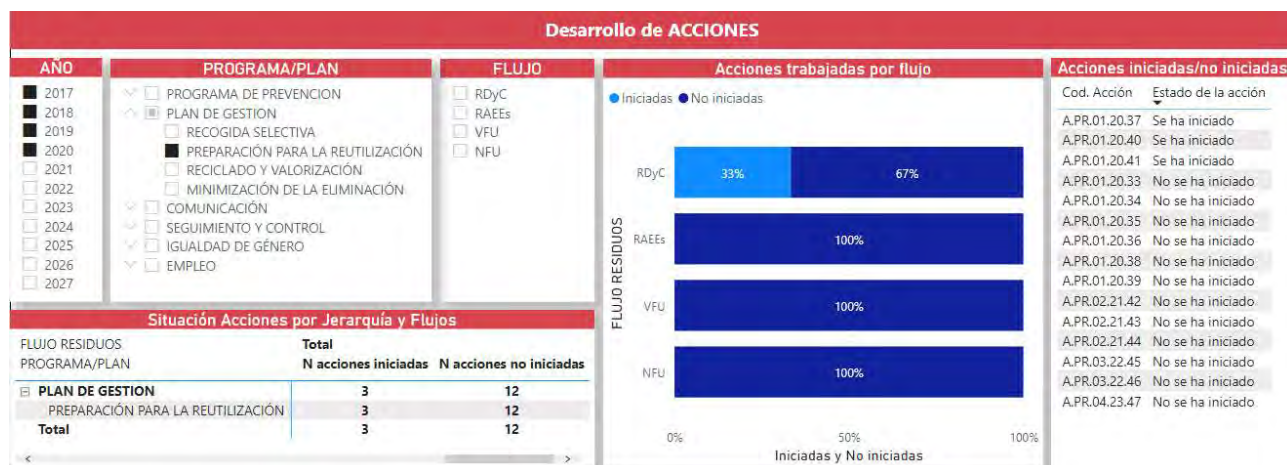 Desarrollo de ACCIONES
AÑO
2017
2018
2019
2020
2021
2022
2023
2024
2025
2026
2027
PROGRAMA/PLAN
PROGRAMA DE PREVENCION
PLAN DE GESTION
RECOGIDA SELECTIVA
PREPARACIÓN PARA LA REUTILIZACIÓN
RECICLADO Y VALORIZACIÓN
MINIMIZACIÓN DE LA ELIMINACIÓN
COMUNICACIÓN
SEGUIMIENTO Y CONTROL
IGUALDAD DE GÉNERO
EMPLEO
FLUJO
RDyC
RAEEs
VFU
NFU
Situación Acciones por Jerarquía y Flujos
FLUJO RESIDUOS Total
PROGRAMA/PLAN N acciones iniciadas N acciones no iniciadas
PLAN DE GESTION 3 12
PREPARACIÓN PARA LA REUTILIZACIÓN 3 12
Total 3 12
Acciones trabajadas por flujo
Iniciadas No iniciadas
FLUJO RESIDUOS
RDyC 33% 67%
RAEEs 100%
VFU 100%
NFU 100%
0% 50% 100%
Iniciadas y No iniciadas
Acciones iniciadas/no iniciadas
Cod. Acción Estado de la acción
A.PR.01.20.37 Se ha iniciado
A.PR.01.20.40 Se ha iniciado
A.PR.01.20.41 Se ha iniciado
A.PR.01.20.33 No se ha iniciado
A.PR.01.20.34 No se ha iniciado
A.PR.01.20.35 No se ha iniciado
A.PR.01.20.36 No se ha iniciado
A.PR.01.20.38 No se ha iniciado
A.PR.01.20.39 No se ha iniciado
A.PR.02.21.42 No se ha iniciado
A.PR.02.21.43 No se ha iniciado
A.PR.02.21.44 No se ha iniciado
A.PR.03.22.45 No se ha iniciado
A.PR.03.22.46 No se ha iniciado
A.PR.04.23.47 No se ha iniciado